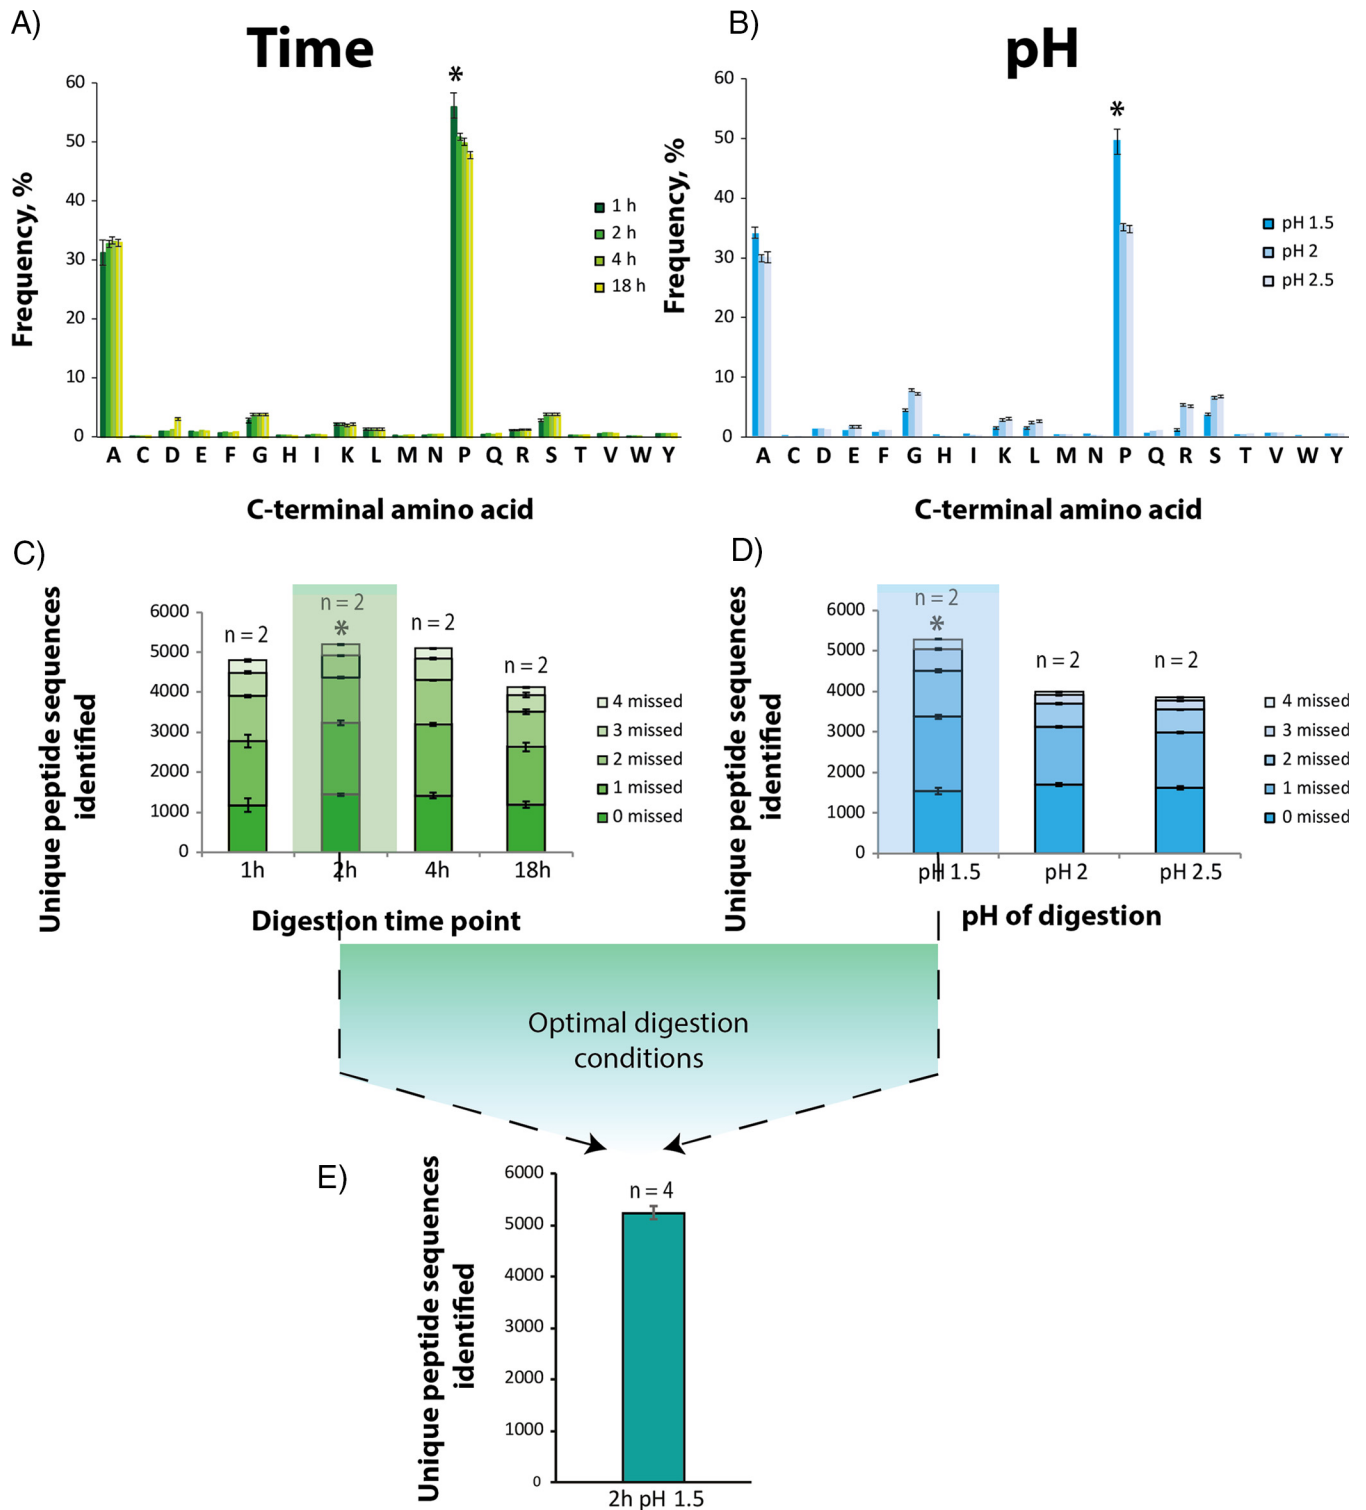 A)
Time
*
Frequency, %
60
50
40
30
20
10
0
1 h
2 h
4 h
18 h
A C D E F G H I K L M N P Q R S T V W Y
C-terminal amino acid
B)
pH
*
Frequency, %
60
50
40
30
20
10
0
pH 1.5
pH 2
pH 2.5
A C D E F G H I K L M N P Q R S T V W Y
C-terminal amino acid
C)
Unique peptide sequences
identified
6000
5000
4000
3000
2000
1000
0
n = 2
n = 2
*
n = 2
n = 2
4 missed
3 missed
2 missed
1 missed
0 missed
1h 2h 4h 18h
Digestion time point
D)
Unique peptide sequences
identified
6000
5000
4000
3000
2000
1000
0
n = 2
*
n = 2
n = 2
4 missed
3 missed
2 missed
1 missed
0 missed
pH 1.5 pH 2 pH 2.5
pH of digestion
Optimal digestion
conditions
E)
Unique peptide sequences
identified
6000
5000
4000
3000
2000
1000
0
n = 4
2h pH 1.5